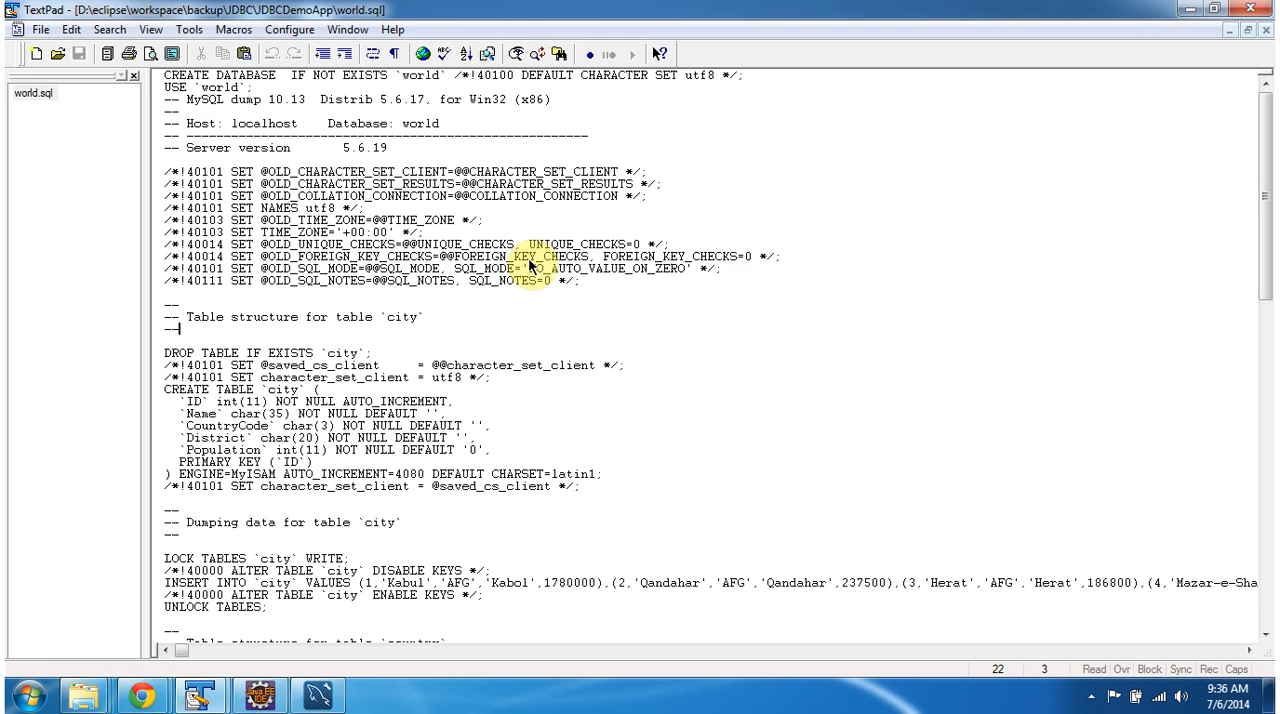 TextPad - [D:\eclipse\workspace\backup\JDBC\JDBCDemoApp\world.sql]
File Edit Search View Tools Macros Configure Window Help
world.sql
CREATE DATABASE  IF NOT EXISTS `world` /*!40100 DEFAULT CHARACTER SET utf8 */;
USE `world`;
-- MySQL dump 10.13  Distrib 5.6.17, for Win32 (x86)
--
-- Host: localhost    Database: world
-- ------------------------------------------------------
-- Server version       5.6.19
/*!40101 SET @OLD_CHARACTER_SET_CLIENT=@@CHARACTER_SET_CLIENT */;
/*!40101 SET @OLD_CHARACTER_SET_RESULTS=@@CHARACTER_SET_RESULTS */;
/*!40101 SET @OLD_COLLATION_CONNECTION=@@COLLATION_CONNECTION */;
/*!40101 SET NAMES utf8 */;
/*!40103 SET @OLD_TIME_ZONE=@@TIME_ZONE */;
/*!40103 SET TIME_ZONE='+00:00' */;
/*!40014 SET @OLD_UNIQUE_CHECKS=@@UNIQUE_CHECKS, UNIQUE_CHECKS=0 */;
/*!40014 SET @OLD_FOREIGN_KEY_CHECKS=@@FOREIGN_KEY_CHECKS, FOREIGN_KEY_CHECKS=0 */;
/*!40101 SET @OLD_SQL_MODE=@@SQL_MODE, SQL_MODE='NO_AUTO_VALUE_ON_ZERO' */;
/*!40111 SET @OLD_SQL_NOTES=@@SQL_NOTES, SQL_NOTES=0 */;
--
-- Table structure for table `city`
--
DROP TABLE IF EXISTS `city`;
/*!40101 SET @saved_cs_client     = @@character_set_client */;
/*!40101 SET character_set_client = utf8 */;
CREATE TABLE `city` (
  `ID` int(11) NOT NULL AUTO_INCREMENT,
  `Name` char(35) NOT NULL DEFAULT '',
  `CountryCode` char(3) NOT NULL DEFAULT '',
  `District` char(20) NOT NULL DEFAULT '',
  `Population` int(11) NOT NULL DEFAULT '0',
  PRIMARY KEY (`ID`)
) ENGINE=MyISAM AUTO_INCREMENT=4080 DEFAULT CHARSET=latin1;
/*!40101 SET character_set_client = @saved_cs_client */;
--
-- Dumping data for table `city`
--
LOCK TABLES `city` WRITE;
/*!40000 ALTER TABLE `city` DISABLE KEYS */;
INSERT INTO `city` VALUES (1,'Kabul','AFG','Kabol',1780000),(2,'Qandahar','AFG','Qandahar',237500),(3,'Herat','AFG','Herat',186800),(4,'Mazar-e-Sha
/*!40000 ALTER TABLE `city` ENABLE KEYS */;
UNLOCK TABLES;
--
-- Table structure for table `country`
22 3 Read Ovr Block Sync Rec Caps
Java EE
IDE
9:36 AM
7/6/2014